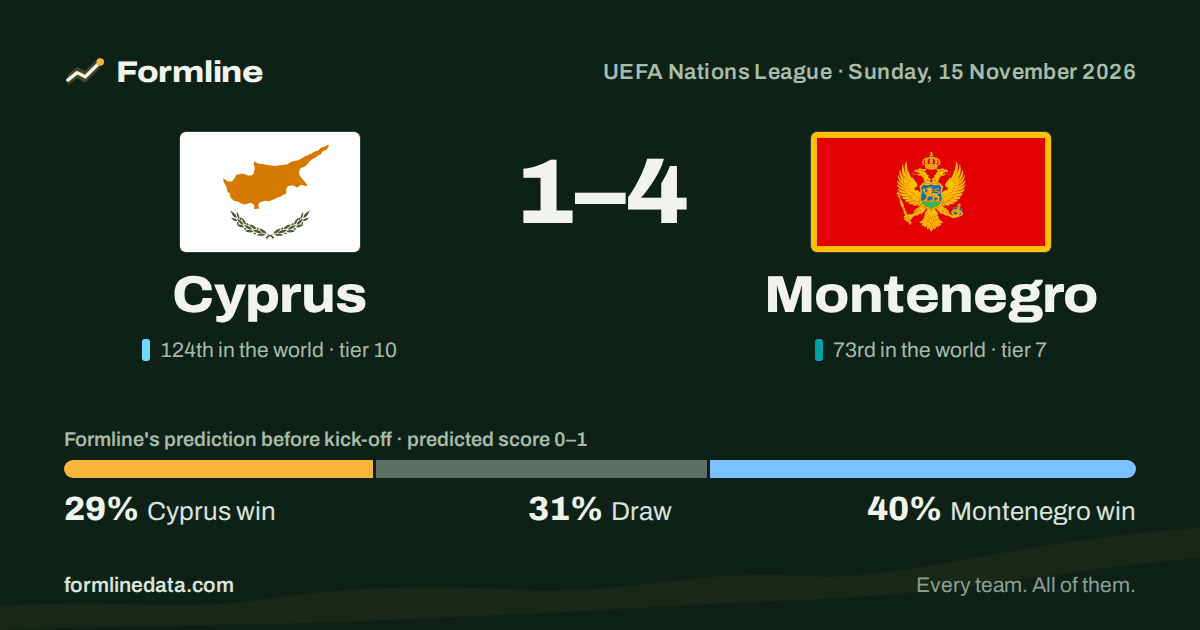 Formline
UEFA Nations League · Sunday, 15 November 2026
1–4
Cyprus
Montenegro
124th in the world · tier 10
73rd in the world · tier 7
Formline's prediction before kick-off · predicted score 0–1
29% Cyprus win
31% Draw
40% Montenegro win
formlinedata.com
Every team. All of them.